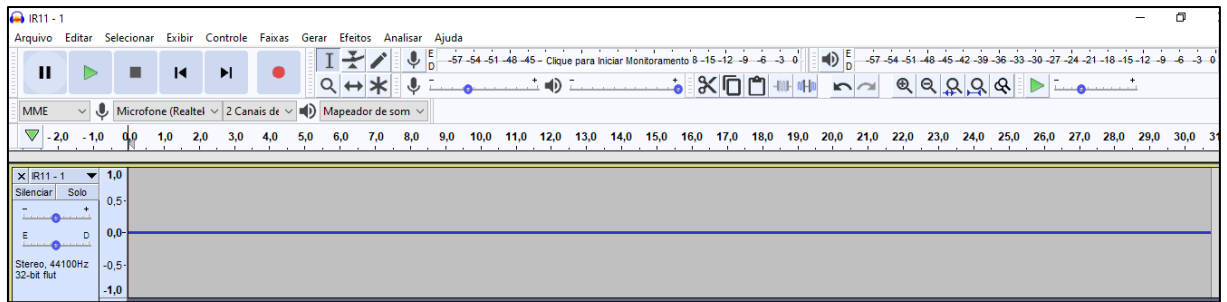 IR11 - 1
Arquivo Editar Selecionar Exibir Controle Faixas Gerar Efeitos Analisar Ajuda
E D -57 -54 -51 -48 -45 - Clique para Iniciar Monitoramento 8 -15 -12 -9 -6 -3 0 E D -57 -54 -51 -48 -45 -42 -39 -36 -33 -30 -27 -24 -21 -18 -15 -12 -9 -6 -3 0
- + - + - +
MME Microfone (Realtel 2 Canais de Mapeador de som
- 2,0 - 1,0 0,0 1,0 2,0 3,0 4,0 5,0 6,0 7,0 8,0 9,0 10,0 11,0 12,0 13,0 14,0 15,0 16,0 17,0 18,0 19,0 20,0 21,0 22,0 23,0 24,0 25,0 26,0 27,0 28,0 29,0 30,0 31
IR11 - 1 1,0
Silenciar Solo 0,5
- +
E D 0,0
Stereo, 44100Hz -0,5
32-bit flut
-1,0